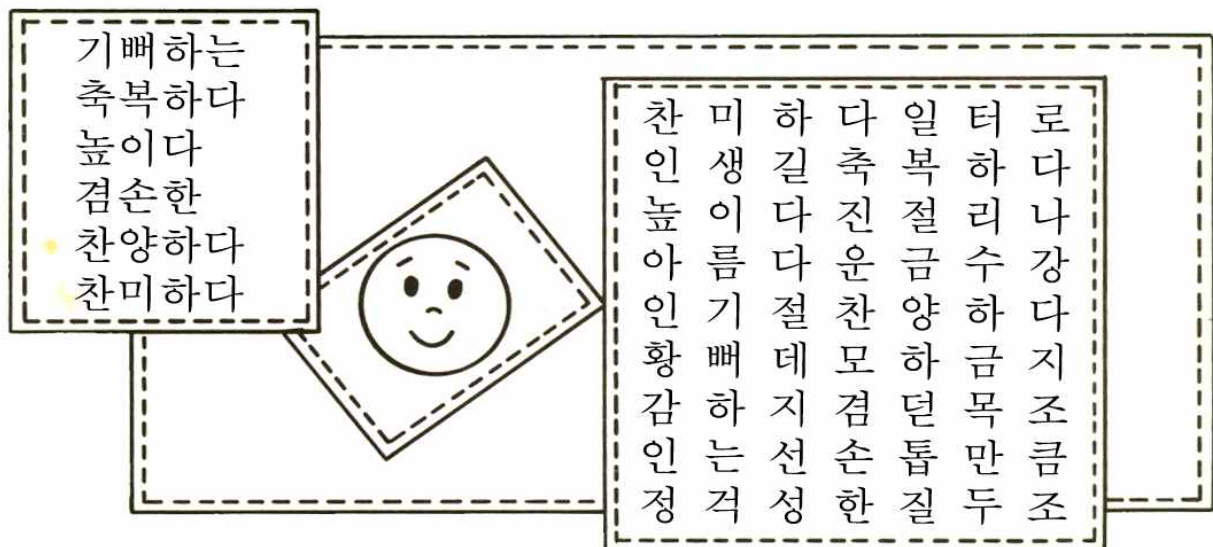 기뻐하는
축복하다
높이다
겸손한
찬양하다
찬미하다
찬 미 하 다 일 터 로
인 생 길 축 복 하 다
높 이 다 진 절 리 나
아 름 다 운 금 수 강
인 기 절 찬 양 하 다
황 뻐 데 모 하 금 지
감 하 지 겸 덛 목 조
인 는 선 손 톱 만 큼
정 걱 성 한 질 두 조